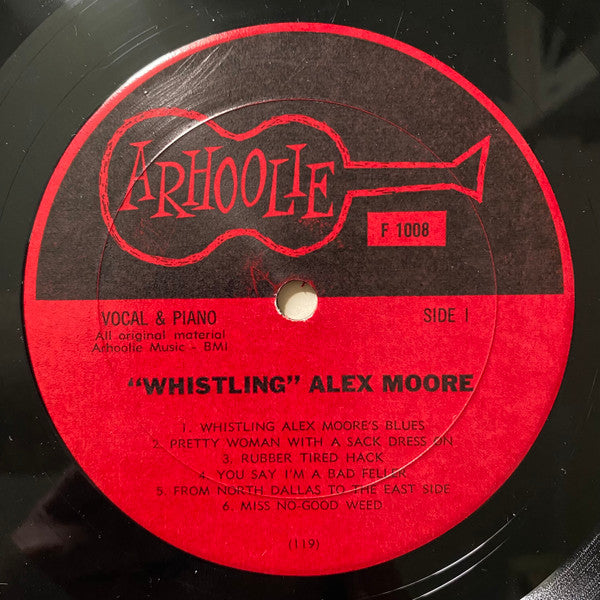 ARHOOLIE
F 1008
VOCAL & PIANO
SIDE I
All original material
Arhoolie Music - BMI
"WHISTLING" ALEX MOORE
1. WHISTLING ALEX MOORE'S BLUES
2. PRETTY WOMAN WITH A SACK DRESS ON
3. RUBBER TIRED HACK
4. YOU SAY I'M A BAD FELLER
5. FROM NORTH DALLAS TO THE EAST SIDE
6. MISS NO-GOOD WEED
(119)